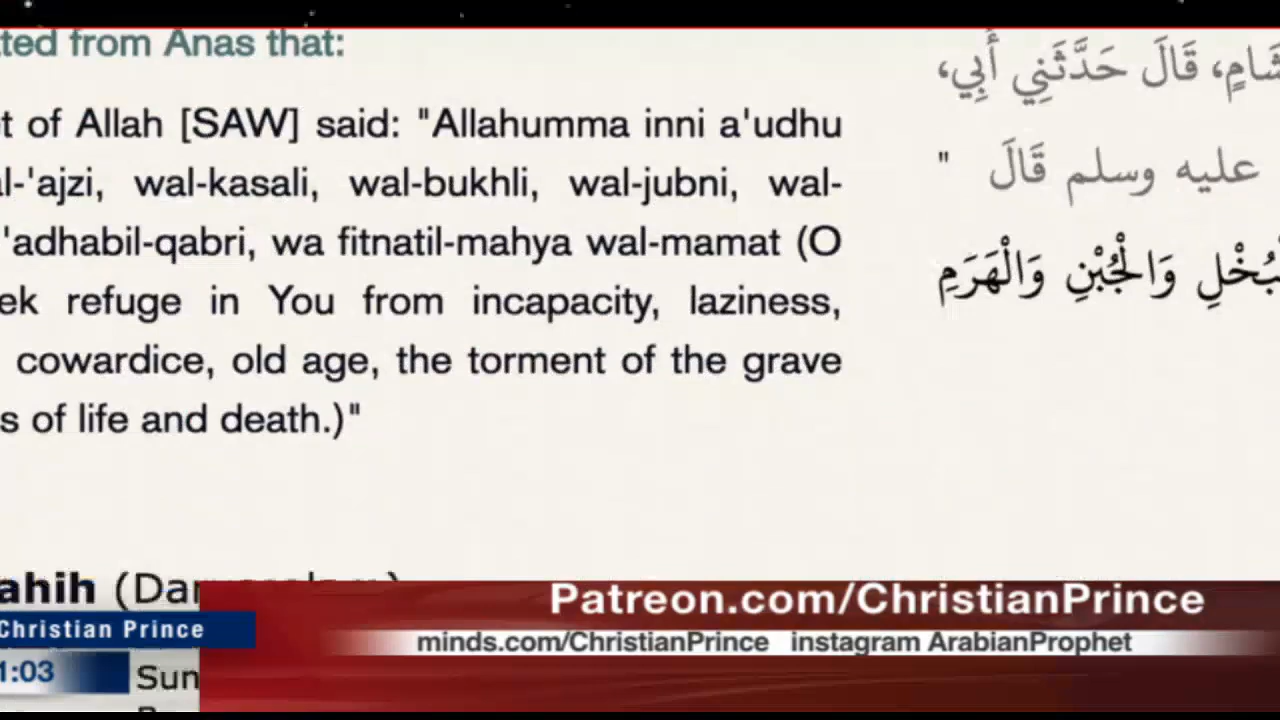 ted from Anas that:
t of Allah [SAW] said: "Allahumma inni a'udhu
al-'ajzi, wal-kasali, wal-bukhli, wal-jubni, wal-
'adhabil-qabri, wa fitnatil-mahya wal-mamat (O
ek refuge in You from incapacity, laziness,
cowardice, old age, the torment of the grave
s of life and death.)"
شَامٍ، قَالَ حَدَّثَنِي أَبِي،
عليه وسلم قَالَ "
لْبُخْلِ وَالْجُبْنِ وَالْهَرَمِ
ahih (Dar
Christian Prince
1:03
Sun
Patreon.com/ChristianPrince
minds.com/ChristianPrince instagram ArabianProphet